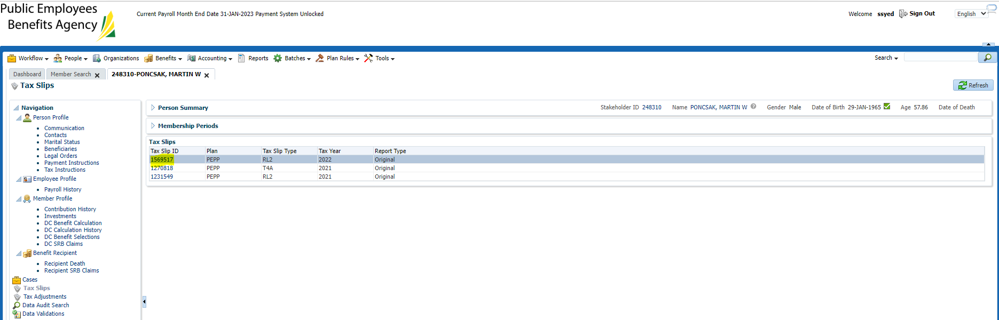 Public Employees
Benefits Agency
Current Payroll Month End Date 31-JAN-2023 Payment System Unlocked
Welcome ssyed Sign Out English
Workflow People Organizations Benefits Accounting Reports Batches Plan Rules Tools Search
Dashboard Member Search 248310-PONCSAK, MARTIN W
Tax Slips
Refresh
Navigation
Person Profile
Communication
Contacts
Marital Status
Beneficiaries
Legal Orders
Payment Instructions
Tax Instructions
Employee Profile
Payroll History
Member Profile
Contribution History
Investments
DC Benefit Calculation
DC Calculation History
DC Benefit Selections
DC SRB Claims
Benefit Recipient
Recipient Death
Recipient SRB Claims
Cases
Tax Slips
Tax Adjustments
Data Audit Search
Data Validations
Person Summary Stakeholder ID 248310 Name PONCSAK, MARTIN W Gender Male Date of Birth 29-JAN-1965 Age 57.86 Date of Death
Membership Periods
Tax Slips
Tax Slip ID Plan Tax Slip Type Tax Year Report Type
1569517 PEPP RL2 2022 Original
1270818 PEPP T4A 2021 Original
1231549 PEPP RL2 2021 Original